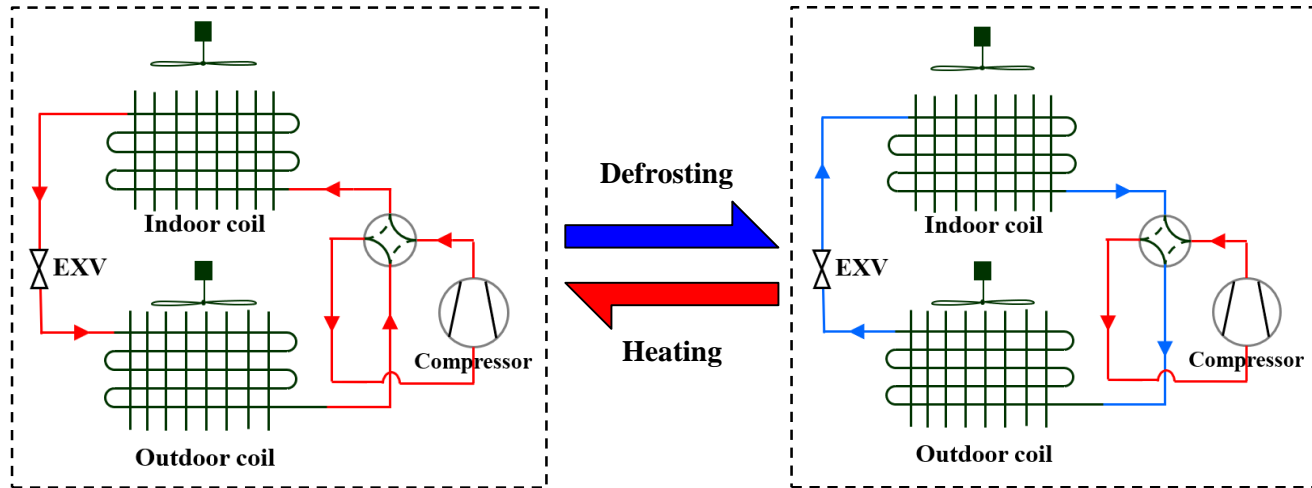 Indoor coil
EXV
Compressor
Outdoor coil
Defrosting
Heating
Indoor coil
EXV
Compressor
Outdoor coil